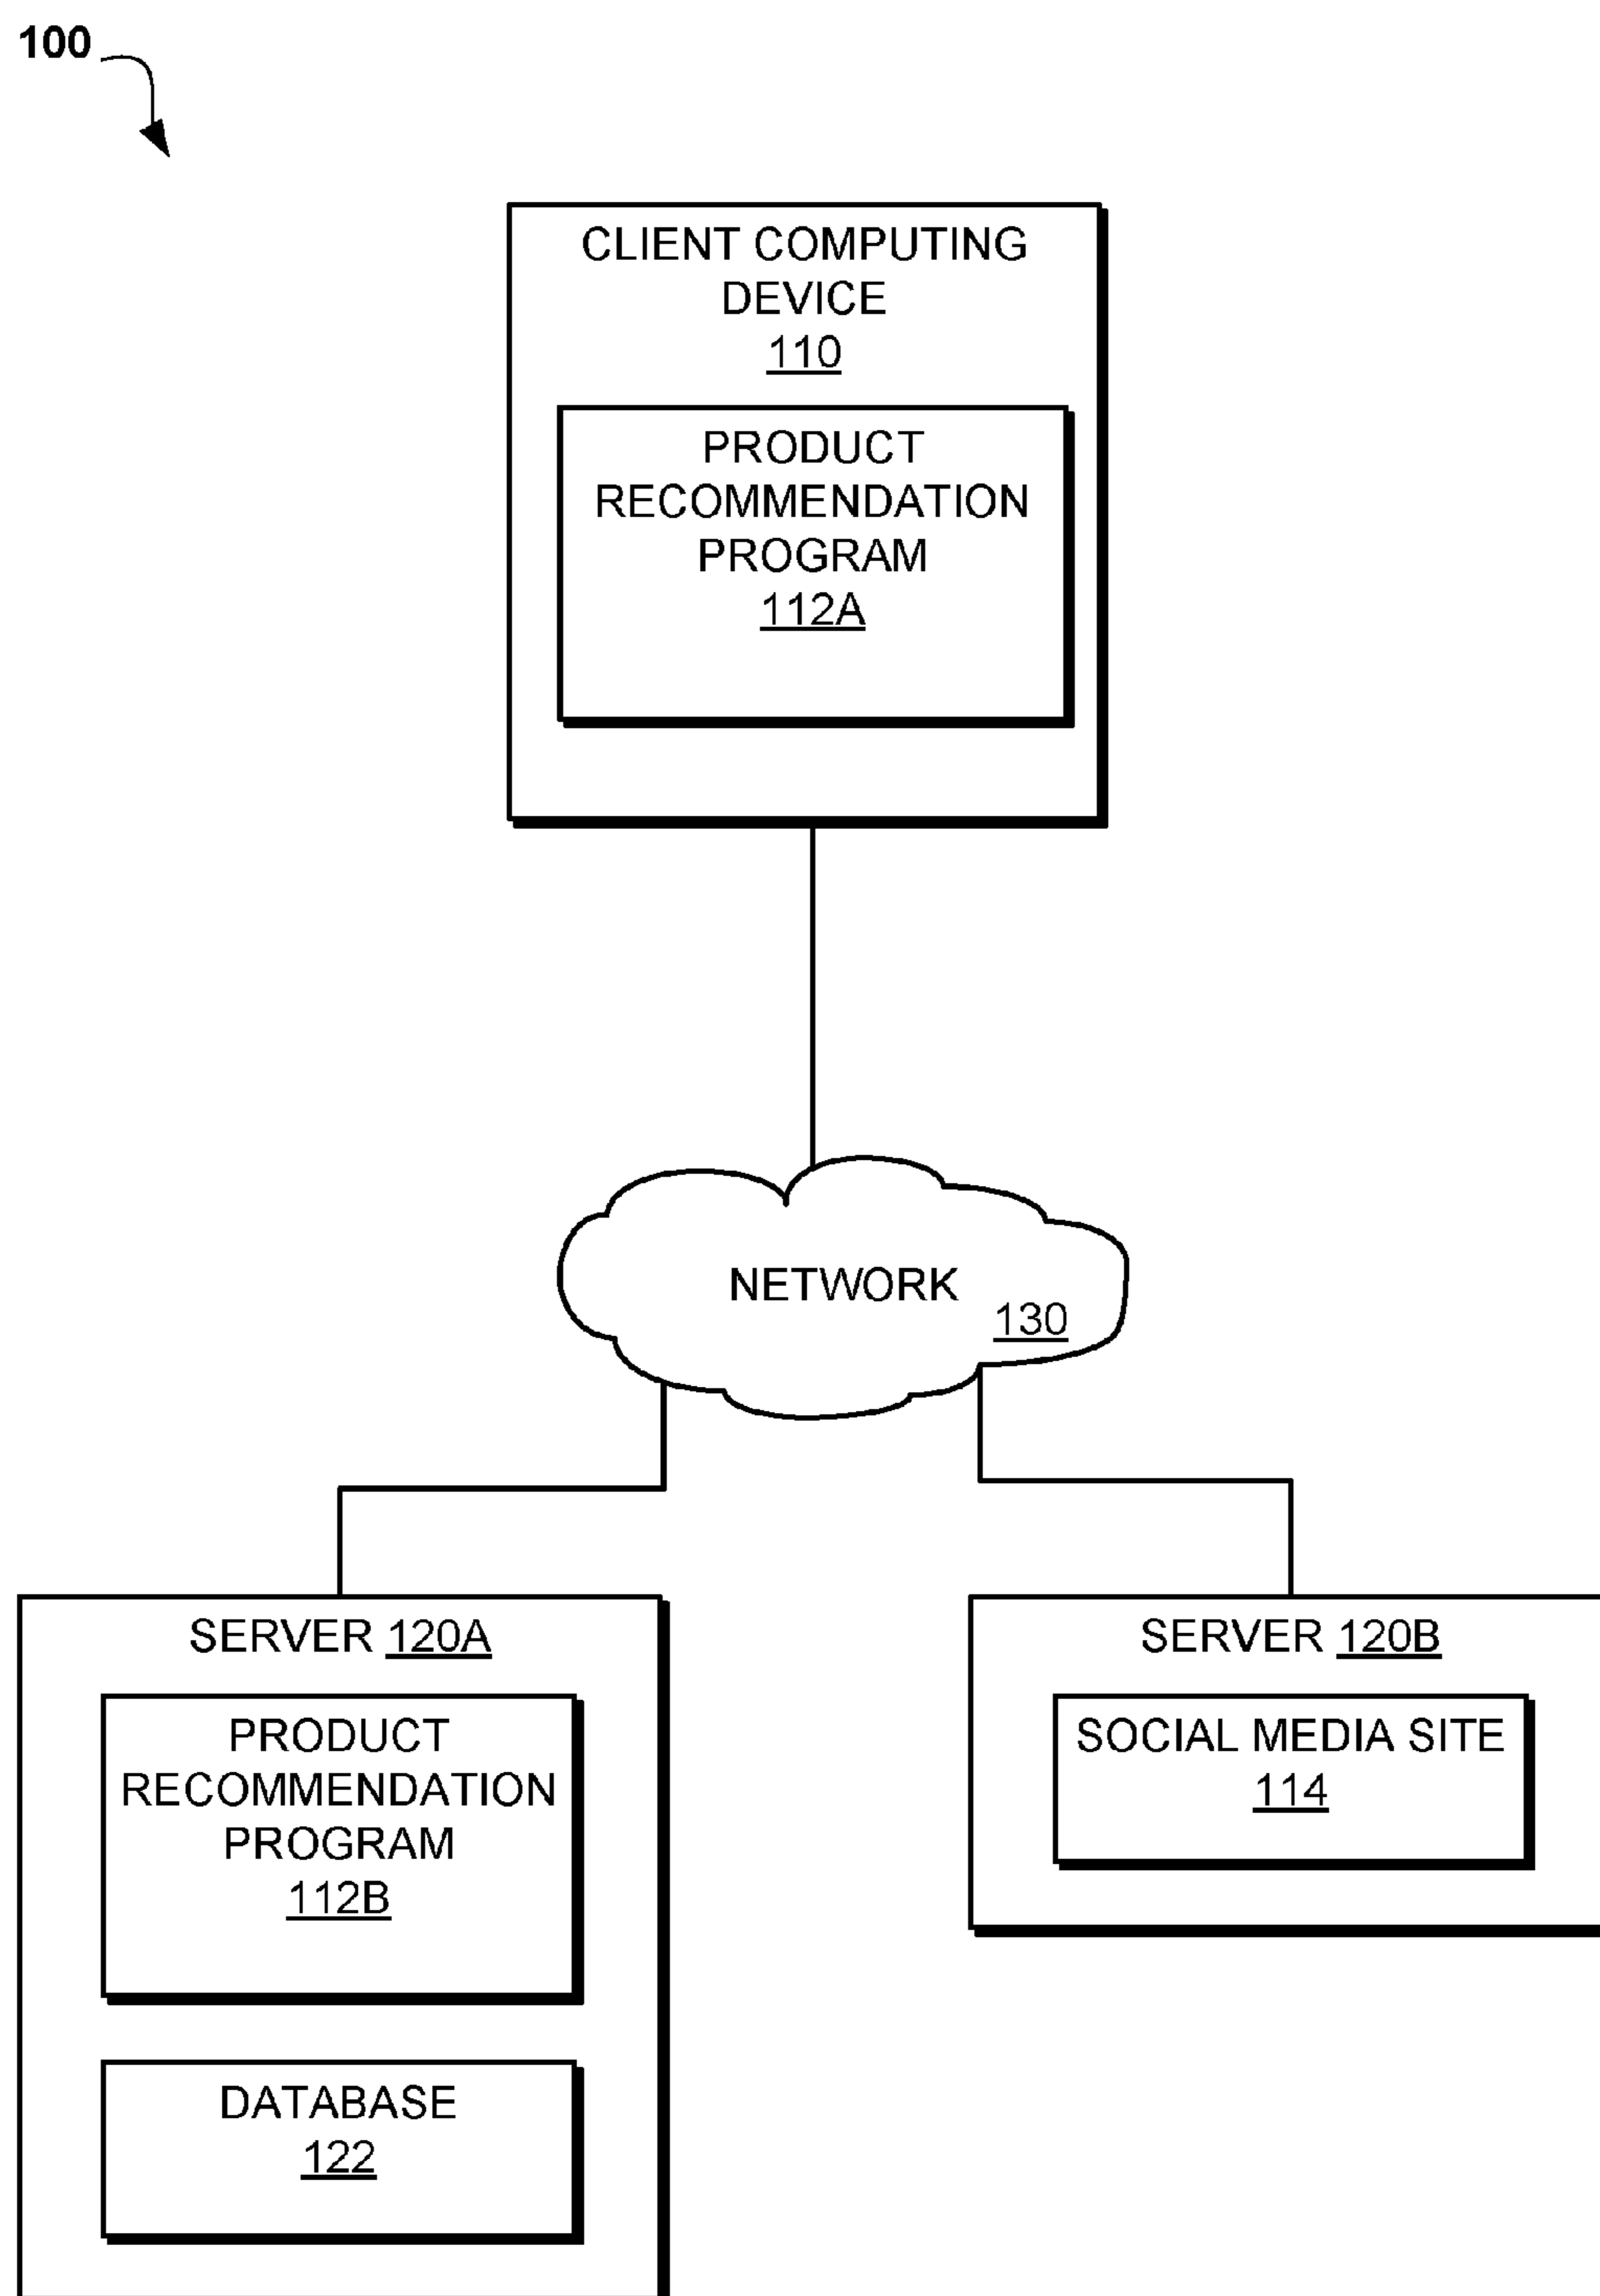 100
CLIENT COMPUTING
DEVICE
110
PRODUCT
RECOMMENDATION
PROGRAM
112A
NETWORK
130
SERVER 120A
PRODUCT
RECOMMENDATION
PROGRAM
112B
DATABASE
122
SERVER 120B
SOCIAL MEDIA SITE
114